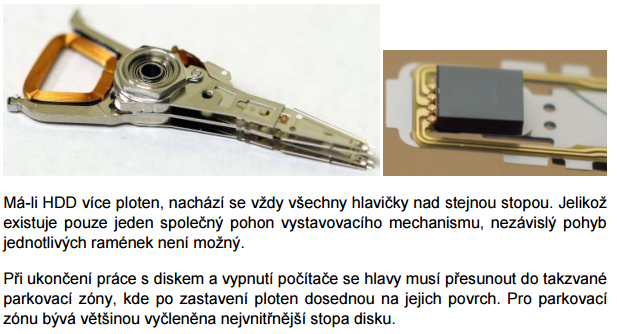 Má-li HDD více ploten, nachází se vždy všechny hlavičky nad stejnou stopou. Jelikož
existuje pouze jeden společný pohon vystavovacího mechanismu, nezávislý pohyb
jednotlivých ramének není možný.
Při ukončení práce s diskem a vypnutí počítače se hlavy musí přesunout do takzvané
parkovací zóny, kde po zastavení ploten dosednou na jejich povrch. Pro parkovací
zónu bývá většinou vyčleněna nejvnitřnější stopa disku.